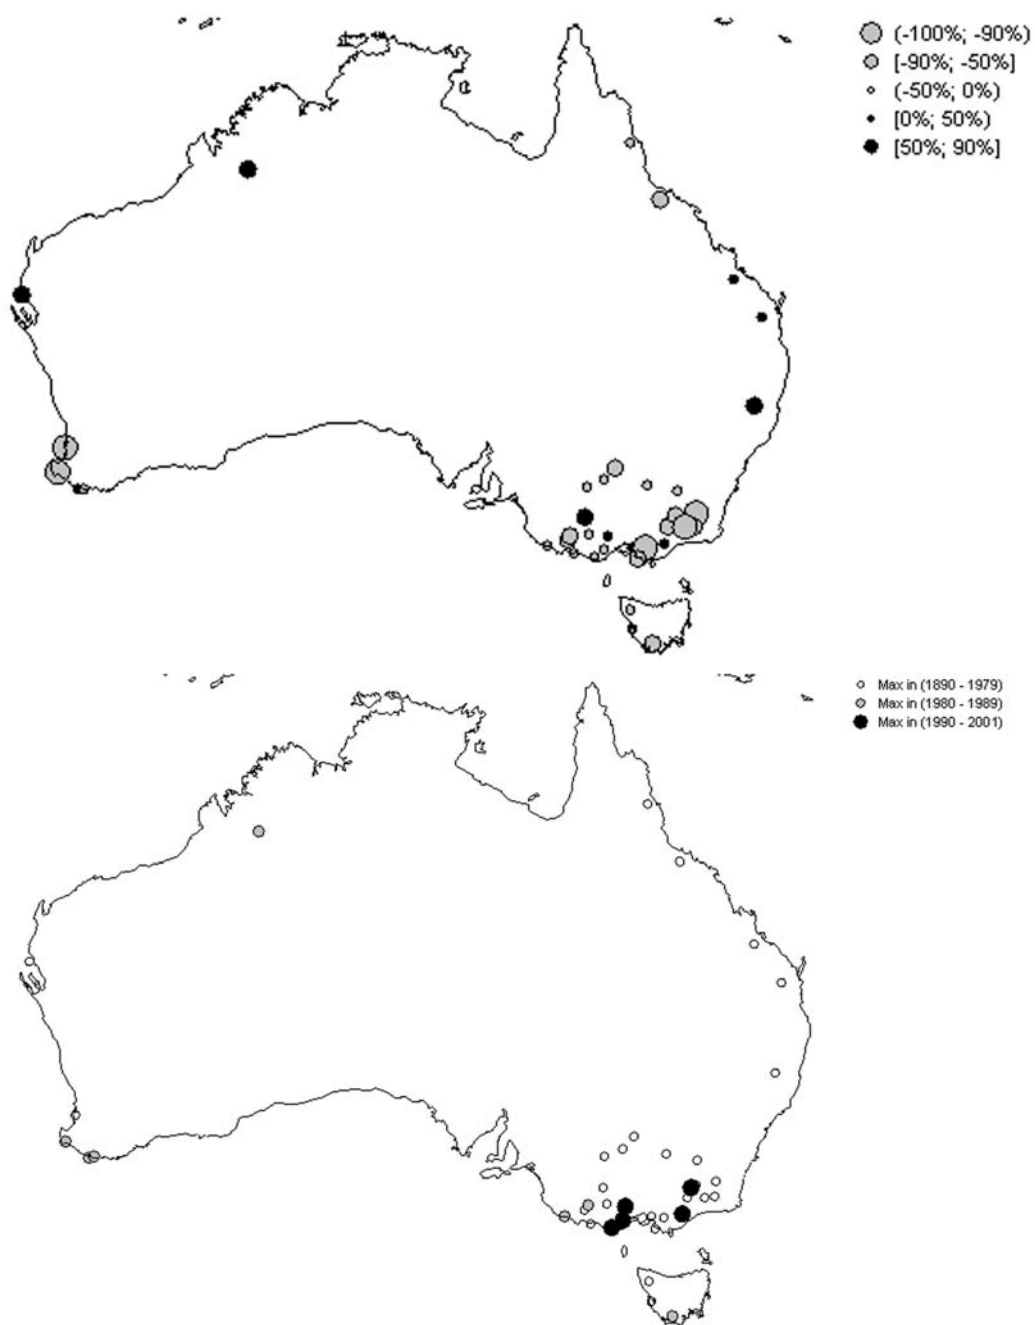 (-100%; -90%)
[-90%; -50%]
(-50%; 0%)
[0%; 50%)
[50%; 90%]
Max in (1890 - 1979)
Max in (1980 - 1989)
Max in (1990 - 2001)